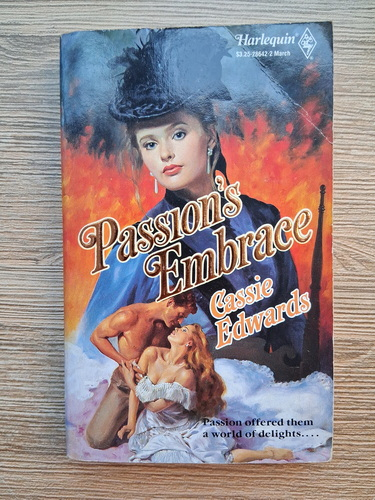 Harlequin®
$3.25·28642-2 March
Passion's
Embrace
Cassie
Edwards
Passion offered them
a world of delights....